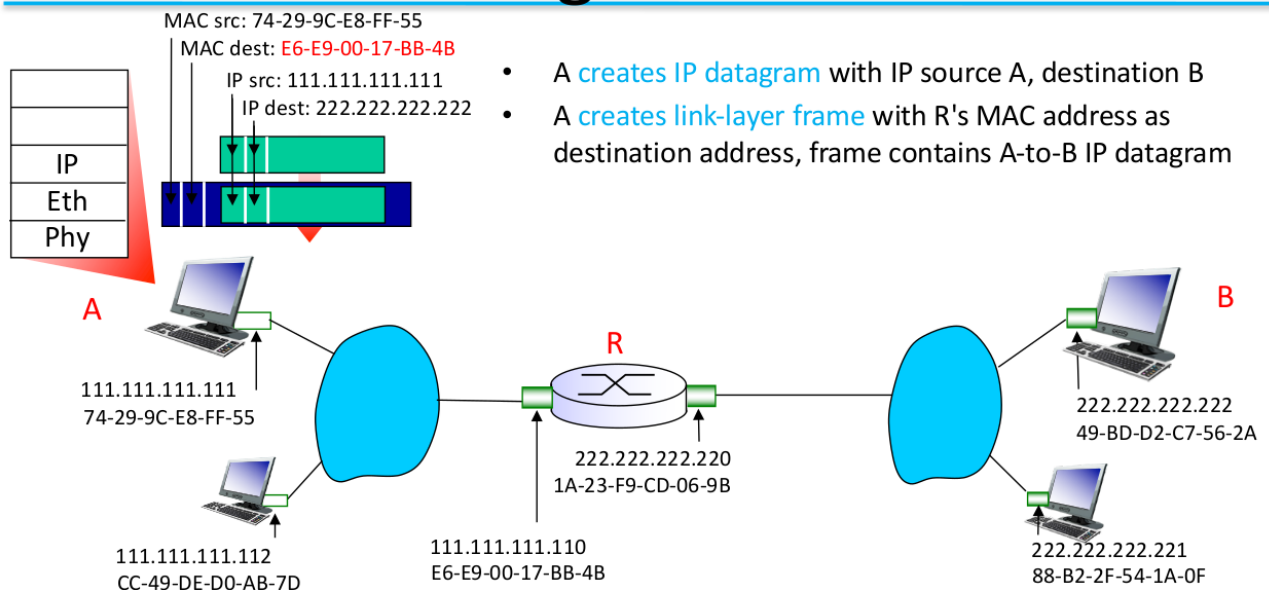 MAC src: 74-29-9C-E8-FF-55
MAC dest: E6-E9-00-17-BB-4B
IP src: 111.111.111.111
IP dest: 222.222.222.222
• A creates IP datagram with IP source A, destination B
• A creates link-layer frame with R's MAC address as
destination address, frame contains A-to-B IP datagram
IP
Eth
Phy
A
R
B
111.111.111.111
74-29-9C-E8-FF-55
222.222.222.222
49-BD-D2-C7-56-2A
222.222.222.220
1A-23-F9-CD-06-9B
111.111.111.112
CC-49-DE-D0-AB-7D
111.111.111.110
E6-E9-00-17-BB-4B
222.222.222.221
88-B2-2F-54-1A-0F